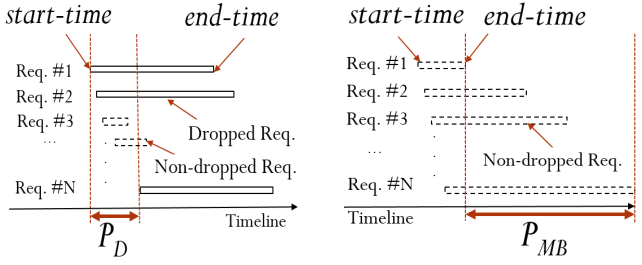 start-time
end-time
Req. #1
Req. #2
Req. #3
...
Dropped Req.
Non-dropped Req.
Req. #N
Timeline
P_D
start-time
end-time
Req. #1
Req. #2
Req. #3
...
Non-dropped Req.
Req. #N
Timeline
P_MB